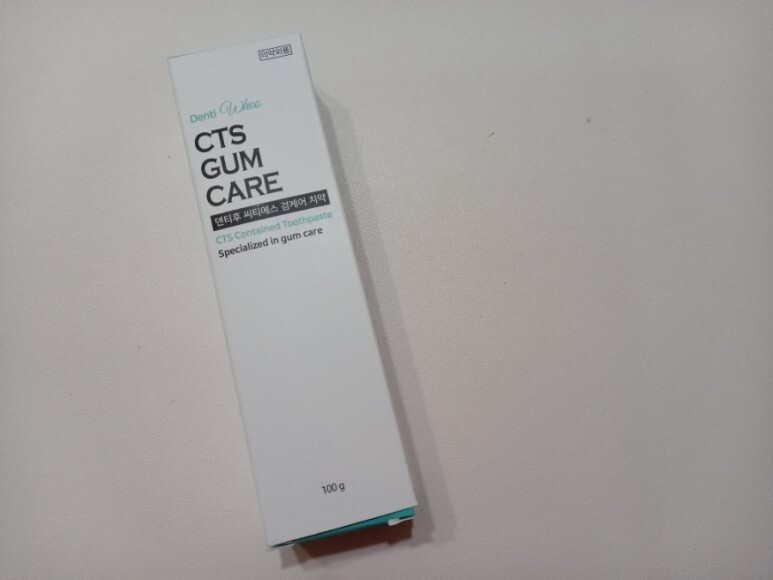 의약외품
Denti Whoo
CTS
GUM
CARE
덴티후 씨티에스 검케어 치약
CTS Contained Toothpaste
Specialized in gum care
100 g